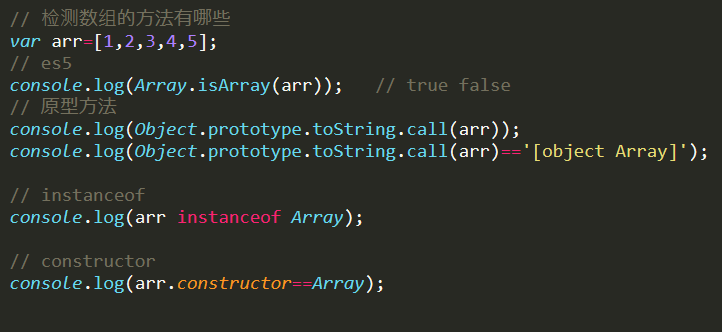 // 检测数组的方法有哪些
var arr=[1,2,3,4,5];
// es5
console.log(Array.isArray(arr));   // true false
// 原型方法
console.log(Object.prototype.toString.call(arr));
console.log(Object.prototype.toString.call(arr)=='[object Array]');
// instanceof
console.log(arr instanceof Array);
// constructor
console.log(arr.constructor==Array);